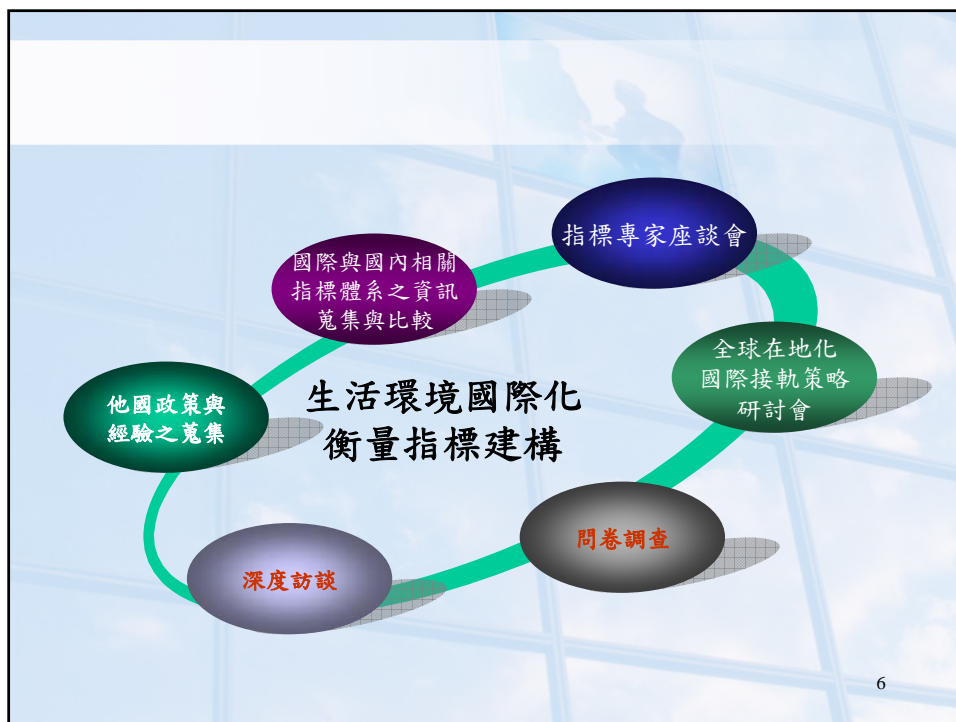 指標專家座談會
國際與國內相關
指標體系之資訊
蒐集與比較
全球在地化
國際接軌策略
研討會
他國政策與
經驗之蒐集
生活環境國際化
衡量指標建構
問卷調查
深度訪談
6